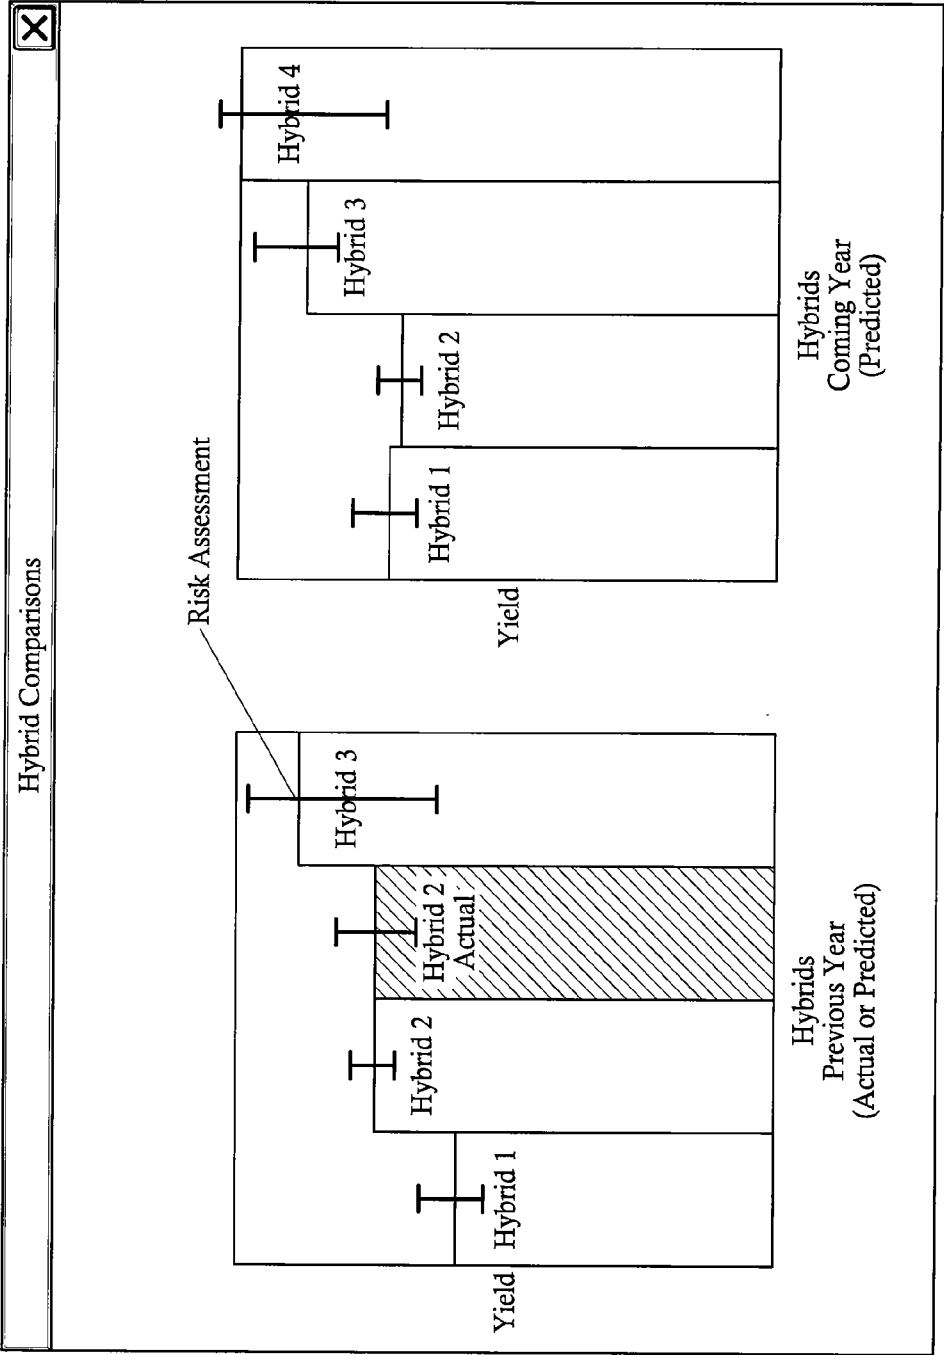 Hybrid Comparisons
Risk Assessment
Yield
Hybrid 1
Hybrid 2
Hybrid 2
Actual
Hybrid 3
Hybrids
Previous Year
(Actual or Predicted)
Yield
Hybrid 1
Hybrid 2
Hybrid 3
Hybrid 4
Hybrids
Coming Year
(Predicted)